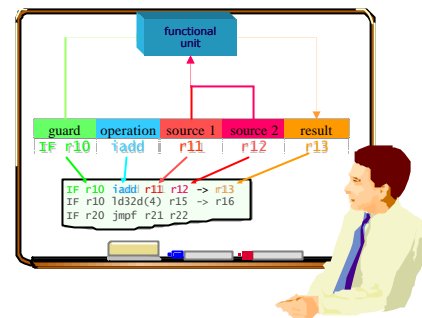 functional
unit
guard operation source 1 source 2 result
IF r10 iadd r11 r12 r13
IF r10 iadd r11 r12 -> r13
IF r10 ld32d(4) r15 -> r16
IF r20 jmpf r21 r22